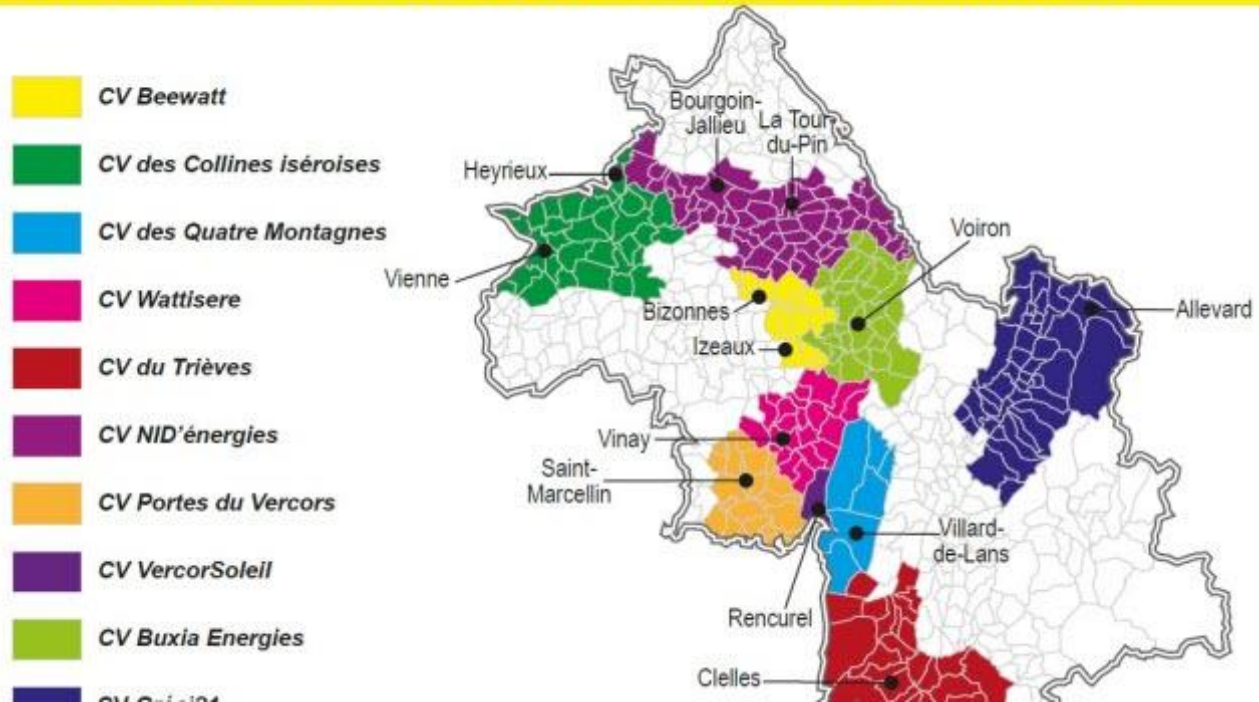 CV Beewatt
CV des Collines iséroises
CV des Quatre Montagnes
CV Wattisere
CV du Trièves
CV NID'énergies
CV Portes du Vercors
CV VercorSoleil
CV Buxia Energies
CV
Bourgoin-
Jallieu
La Tour-
du-Pin
Heyrieux
Voiron
Vienne
Bizonnes
Allevard
Izeaux
Vinay
Saint-
Marcellin
Villard-
de-Lans
Rencurel
Clelles